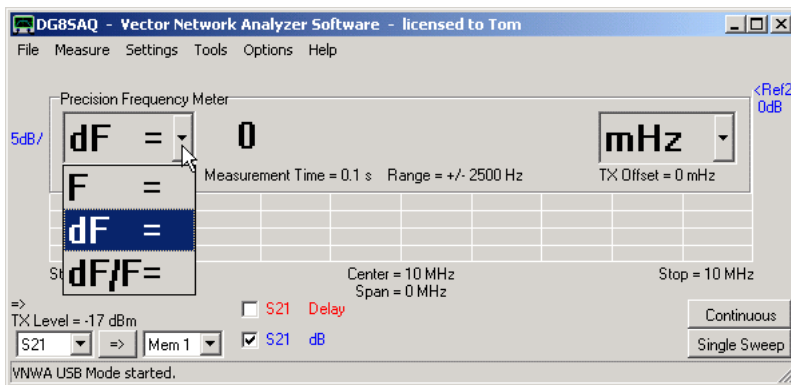 DG8SAQ - Vector Network Analyzer Software - licensed to Tom
File Measure Settings Tools Options Help
Precision Frequency Meter
<Ref2
0dB
5dB/
dF = 0 mHz
Measurement Time = 0.1 s Range = +/- 2500 Hz TX Offset = 0 mHz
F =
dF =
dF/F=
St
Center = 10 MHz Stop = 10 MHz
Span = 0 MHz
=>
TX Level = -17 dBm
S21 Delay
Continuous
S21 => Mem 1
S21 dB
Single Sweep
VNWA USB Mode started.